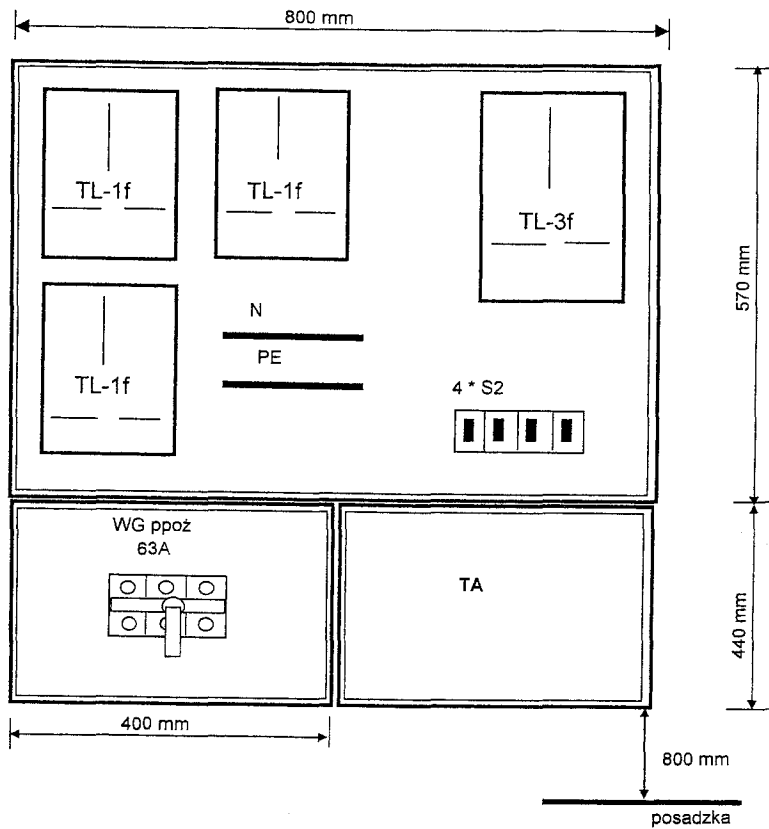 800 mm
TL-1f
TL-1f
TL-3f
570 mm
N
PE
TL-1f
4 * S2
WG ppoż
63A
TA
440 mm
400 mm
800 mm
posadzka